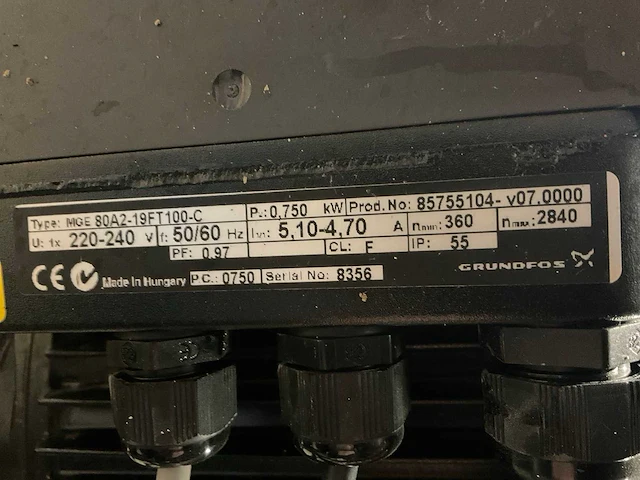 Type: MGE 80A2-19FT100-C P₂: 0,750 kW Prod.No: 85755104- v07.0000
U: 1x 220-240 V f: 50/60 Hz I₁/₁: 5,10-4,70 A nmin: 360 nmax: 2840
PF: 0.97 CL: F IP: 55
CE Made in Hungary P.C.: 0750 Serial No: 8356 GRUNDFOS